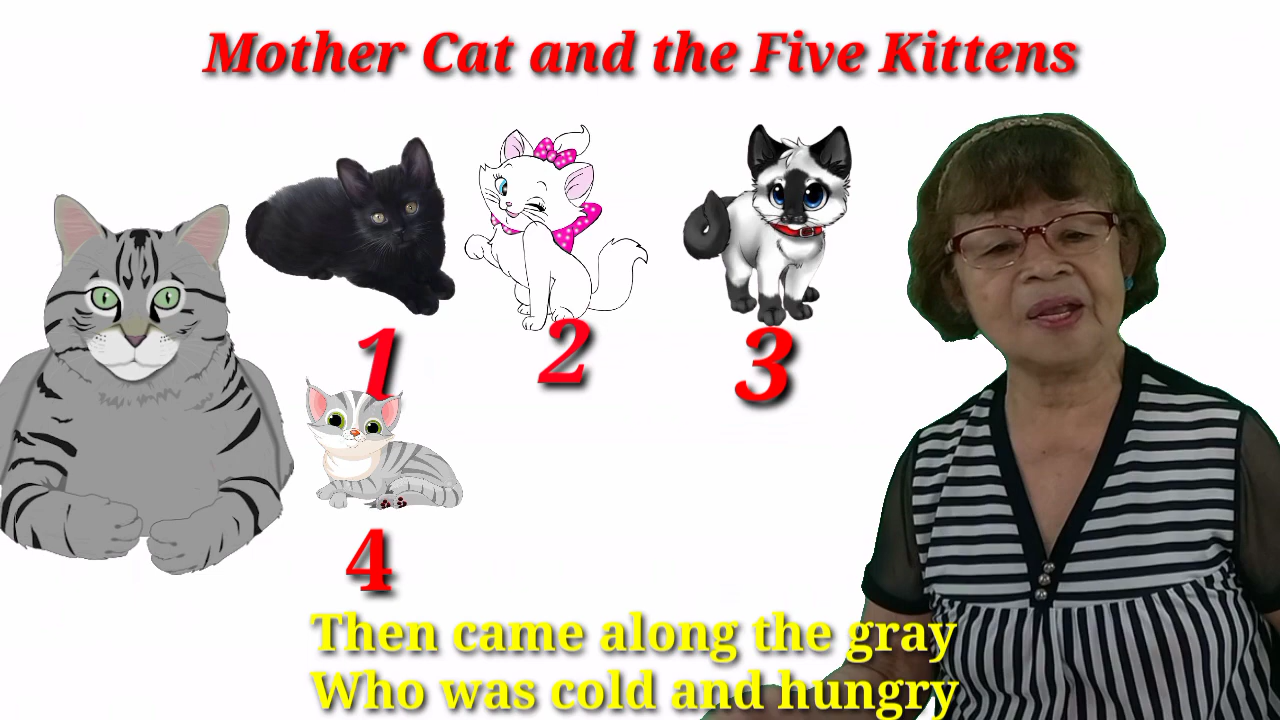 Mother Cat and the Five Kittens
1
2
3
4
Then came along the gray
Who was cold and hungry